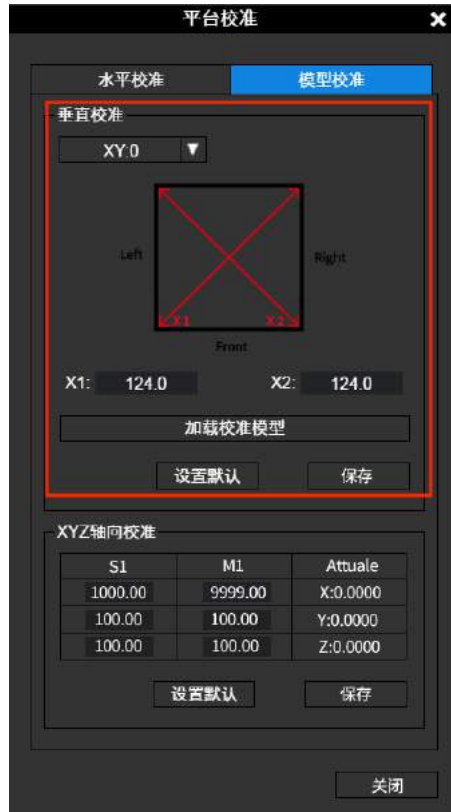 平台校准 ×
水平校准 模型校准
垂直校准
XY:0 ▼
Left Right
X1 X2
Front
X1: 124.0 X2: 124.0
加载校准模型
设置默认 保存
XYZ轴向校准
S1 M1 Attuale
1000.00 9999.00 X:0.0000
100.00 100.00 Y:0.0000
100.00 100.00 Z:0.0000
设置默认 保存
关闭